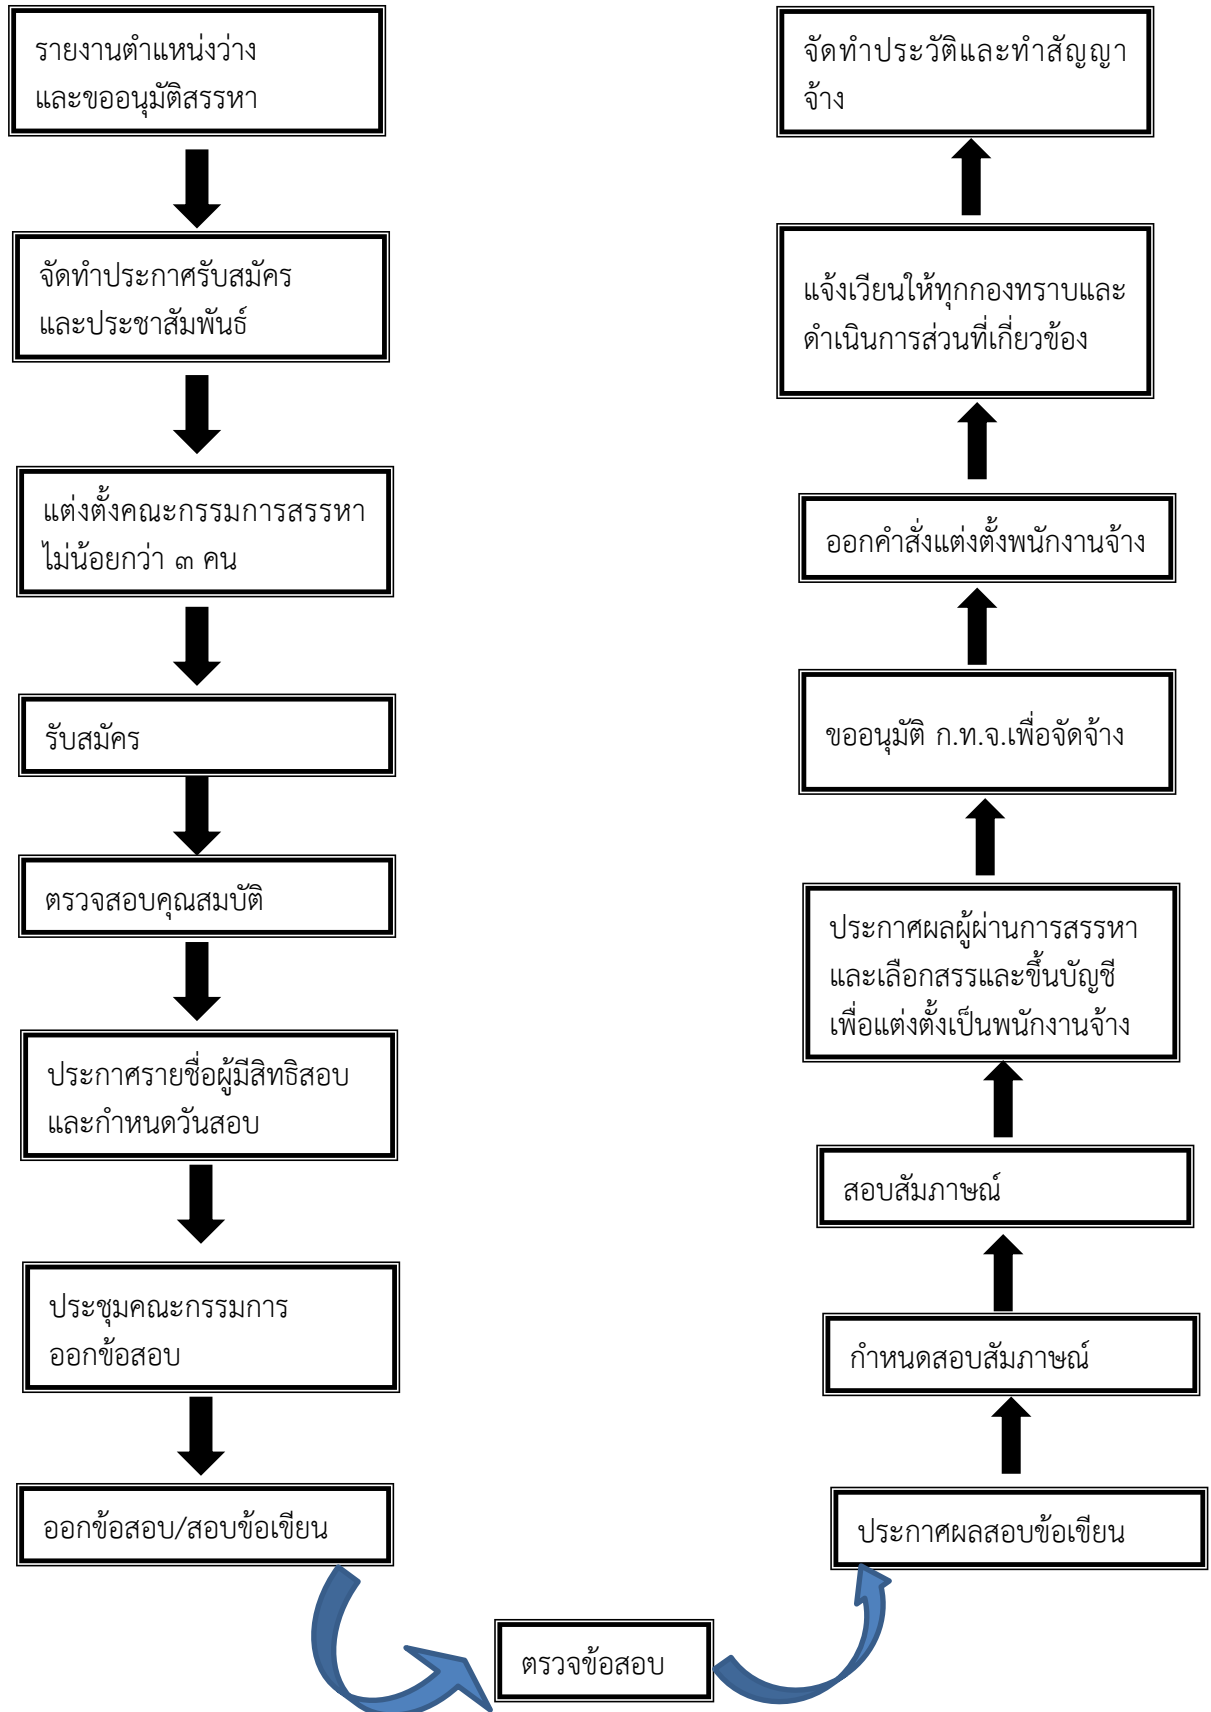 รายงานตำแหน่งว่าง
และขออนุมัติสรรหา
จัดทำประกาศรับสมัคร
และประชาสัมพันธ์
แต่งตั้งคณะกรรมการสรรหา
ไม่น้อยกว่า ๓ คน
รับสมัคร
ตรวจสอบคุณสมบัติ
ประกาศรายชื่อผู้มีสิทธิสอบ
และกำหนดวันสอบ
ประชุมคณะกรรมการ
ออกข้อสอบ
ออกข้อสอบ/สอบข้อเขียน
ตรวจข้อสอบ
ประกาศผลสอบข้อเขียน
กำหนดสอบสัมภาษณ์
สอบสัมภาษณ์
ประกาศผลผู้ผ่านการสรรหา
และเลือกสรรและขึ้นบัญชี
เพื่อแต่งตั้งเป็นพนักงานจ้าง
ขออนุมัติ ก.ท.จ.เพื่อจัดจ้าง
ออกคำสั่งแต่งตั้งพนักงานจ้าง
แจ้งเวียนให้ทุกกองทราบและ
ดำเนินการส่วนที่เกี่ยวข้อง
จัดทำประวัติและทำสัญญา
จ้าง